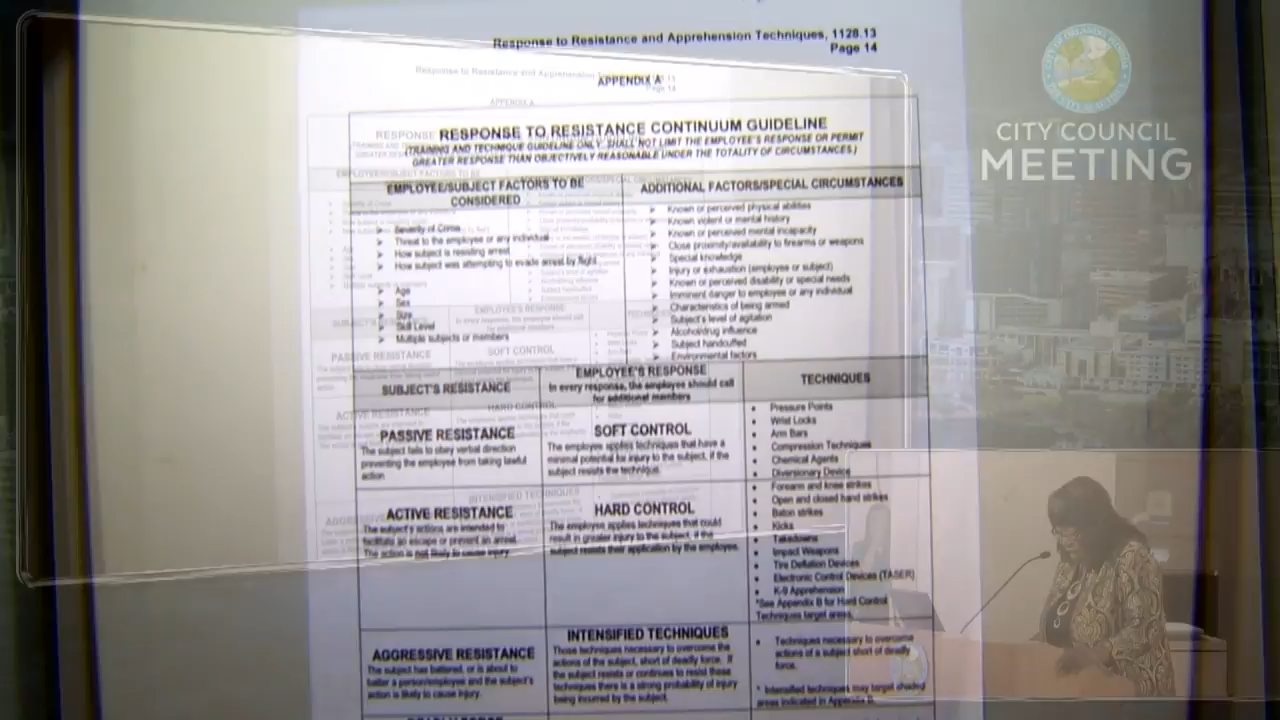 Response to Resistance and Apprehension Techniques, 1128.13
Page 14
APPENDIX A
CITY COUNCIL
MEETING
RESPONSE TO RESISTANCE CONTINUUM GUIDELINE
(TRAINING AND TECHNIQUE GUIDELINE ONLY, SHALL NOT LIMIT THE EMPLOYEE'S RESPONSE OR PERMIT
GREATER RESPONSE THAN OBJECTIVELY REASONABLE UNDER THE TOTALITY OF CIRCUMSTANCES)
EMPLOYEE/SUBJECT FACTORS TO BE
CONSIDERED
Severity of Crime
Threat to the employee or any individual
How subject is resisting arrest
How subject was attempting to evade arrest by flight
Age
Sex
Size
Skill Level
Multiple subjects or members
ADDITIONAL FACTORS/SPECIAL CIRCUMSTANCES
Known or perceived physical abilities
Known violent or mental history
Known or perceived mental incapacity
Close proximity/availability to firearms or weapons
Special knowledge
Injury or exhaustion (employee or subject)
Known or perceived disability or special needs
Imminent danger to employee or any individual
Characteristics of being armed
Subject's level of agitation
Alcohol/drug influence
Subject handcuffed
Environmental factors
SUBJECT'S RESISTANCE
EMPLOYEE'S RESPONSE
In every response, the employee should call
for additional members
TECHNIQUES
PASSIVE RESISTANCE
The subject fails to obey verbal direction
preventing the employee from taking lawful
action
SOFT CONTROL
The employee applies techniques that have a
minimal potential for injury to the subject, if the
subject resists the technique.
• Pressure Points
• Wrist Locks
• Arm Bars
• Compression Techniques
• Chemical Agents
• Diversionary Device
ACTIVE RESISTANCE
The subject's actions are intended to
facilitate an escape or prevent an arrest.
The action is not likely to cause injury.
HARD CONTROL
The employee applies techniques that could
result in greater injury to the subject, if the
subject resists their application by the employee.
• Forearm and knee strikes
• Open and closed hand strikes
• Baton strikes
• Kicks
• Takedowns
• Impact Weapons
• Tire Deflation Devices
• Electronic Control Devices (TASER)
• K-9 Apprehension
*See Appendix B for Hard Control
Techniques target areas.
AGGRESSIVE RESISTANCE
The subject has battered, or is about to
batter a person/employee and the subject's
action is likely to cause injury.
INTENSIFIED TECHNIQUES
Those techniques necessary to overcome the
actions of the subject, short of deadly force. If
the subject resists or continues to resist these
techniques there is a strong probability of injury
being incurred by the subject.
• Techniques necessary to overcome
actions of a subject short of deadly
force.
* Intensified techniques may target shaded
areas indicated in Appendix B.